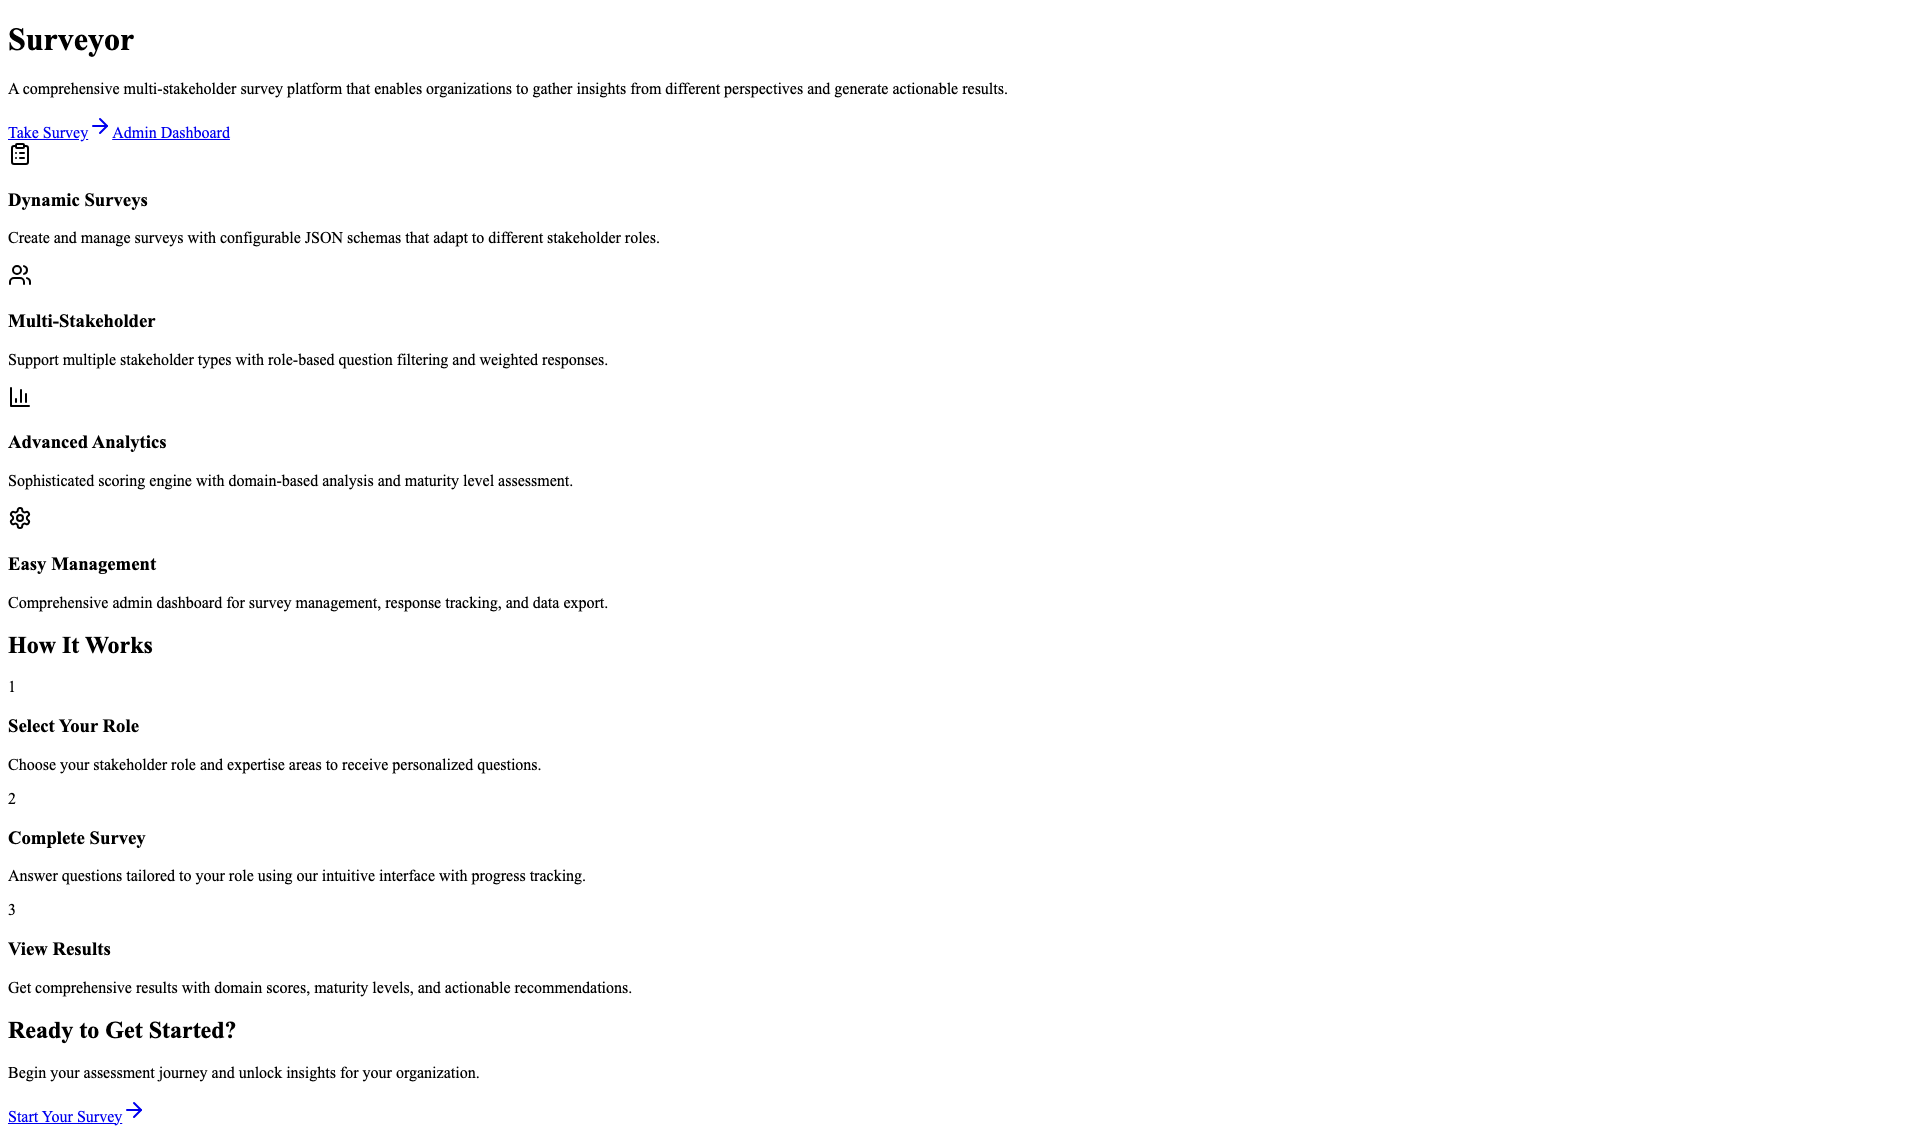 Surveyor
A comprehensive multi-stakeholder survey platform that enables organizations to gather insights from different perspectives and generate actionable results.
Take Survey Admin Dashboard
Dynamic Surveys
Create and manage surveys with configurable JSON schemas that adapt to different stakeholder roles.
Multi-Stakeholder
Support multiple stakeholder types with role-based question filtering and weighted responses.
Advanced Analytics
Sophisticated scoring engine with domain-based analysis and maturity level assessment.
Easy Management
Comprehensive admin dashboard for survey management, response tracking, and data export.
How It Works
1
Select Your Role
Choose your stakeholder role and expertise areas to receive personalized questions.
2
Complete Survey
Answer questions tailored to your role using our intuitive interface with progress tracking.
3
View Results
Get comprehensive results with domain scores, maturity levels, and actionable recommendations.
Ready to Get Started?
Begin your assessment journey and unlock insights for your organization.
Start Your Survey